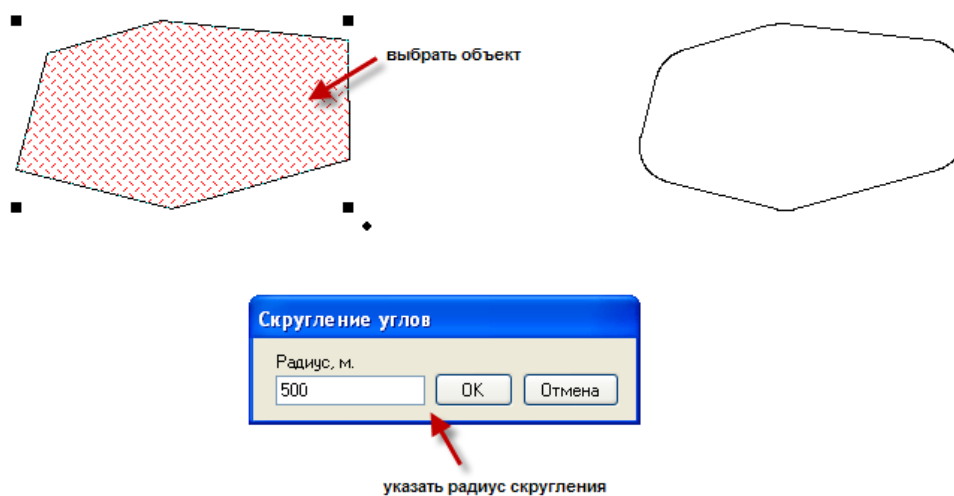 выбрать объект
Скругление углов
Радиус, м.
500
OK
Отмена
указать радиус скругления